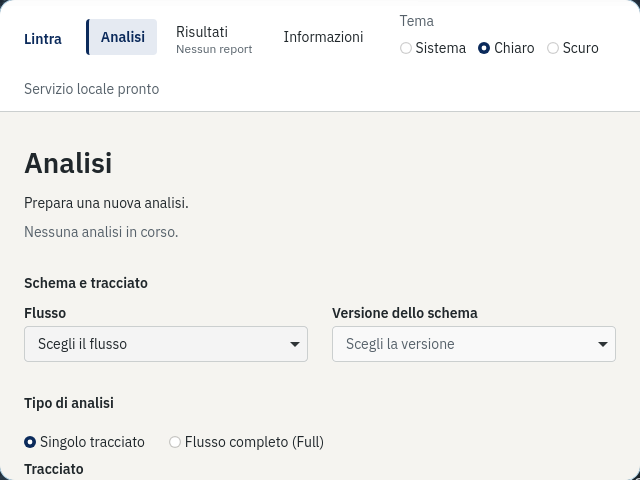 Lintra
Analisi
Risultati
Nessun report
Informazioni
Tema
Sistema
Chiaro
Scuro
Servizio locale pronto
Analisi
Prepara una nuova analisi.
Nessuna analisi in corso.
Schema e tracciato
Flusso
Versione dello schema
Scegli il flusso
Scegli la versione
Tipo di analisi
Singolo tracciato
Flusso completo (Full)
Tracciato